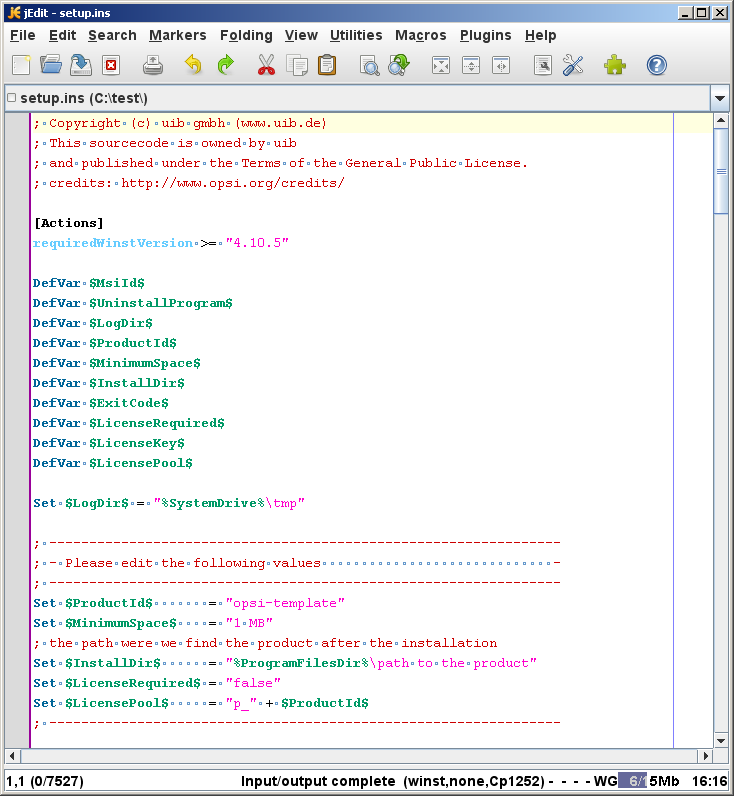 jEdit - setup.ins
File Edit Search Markers Folding View Utilities Macros Plugins Help
setup.ins (C:\test\)
; Copyright (c) uib gmbh (www.uib.de)
; This sourcecode is owned by uib
; and published under the Terms of the General Public License.
; credits: http://www.opsi.org/credits/
[Actions]
requiredWinstVersion >= "4.10.5"
DefVar $MsiId$
DefVar $UninstallProgram$
DefVar $LogDir$
DefVar $ProductId$
DefVar $MinimumSpace$
DefVar $InstallDir$
DefVar $ExitCode$
DefVar $LicenseRequired$
DefVar $LicenseKey$
DefVar $LicensePool$
Set $LogDir$ = "%SystemDrive%\tmp"
; ----------------------------------------------------------------
; - Please edit the following values                             -
; ----------------------------------------------------------------
Set $ProductId$       = "opsi-template"
Set $MinimumSpace$    = "1 MB"
; the path were we find the product after the installation
Set $InstallDir$      = "%ProgramFilesDir%\path to the product"
Set $LicenseRequired$ = "false"
Set $LicensePool$     = "p_" + $ProductId$
; ----------------------------------------------------------------
1,1 (0/7527) Input/output complete (winst,none,Cp1252) - - - - WG 6/15Mb 16:16